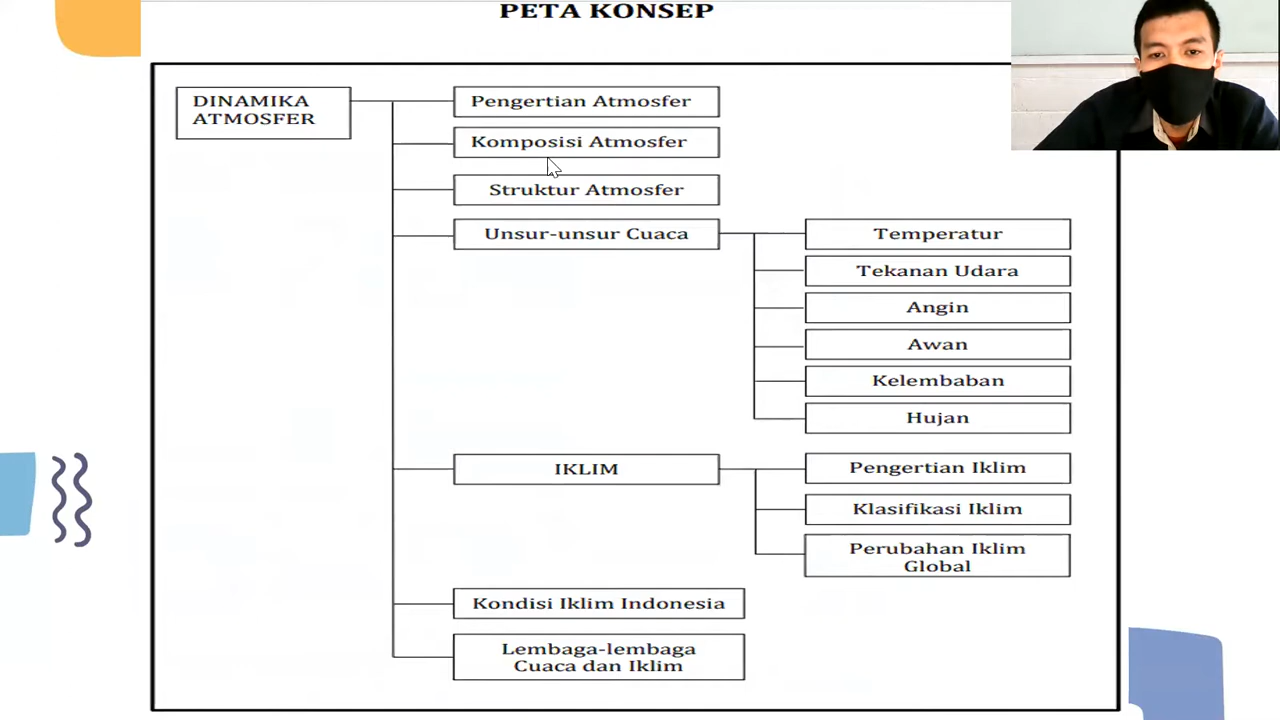 PETA KONSEP
DINAMIKA
ATMOSFER
Pengertian Atmosfer
Komposisi Atmosfer
Struktur Atmosfer
Unsur-unsur Cuaca
Temperatur
Tekanan Udara
Angin
Awan
Kelembaban
Hujan
IKLIM
Pengertian Iklim
Klasifikasi Iklim
Perubahan Iklim
Global
Kondisi Iklim Indonesia
Lembaga-lembaga
Cuaca dan Iklim